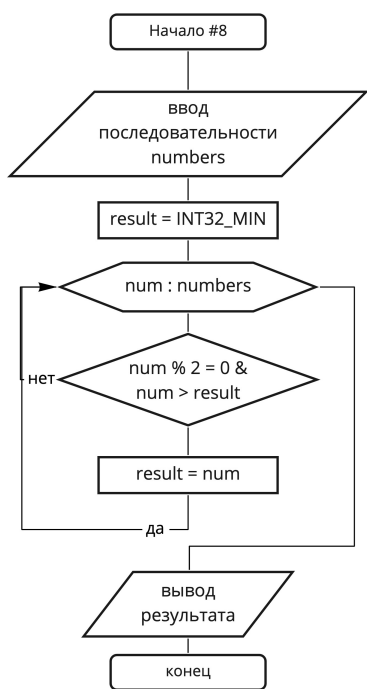 Начало #8
ввод
последовательности
numbers
result = INT32_MIN
num : numbers
num % 2 = 0 &
num > result
нет
result = num
да
вывод
результата
конец